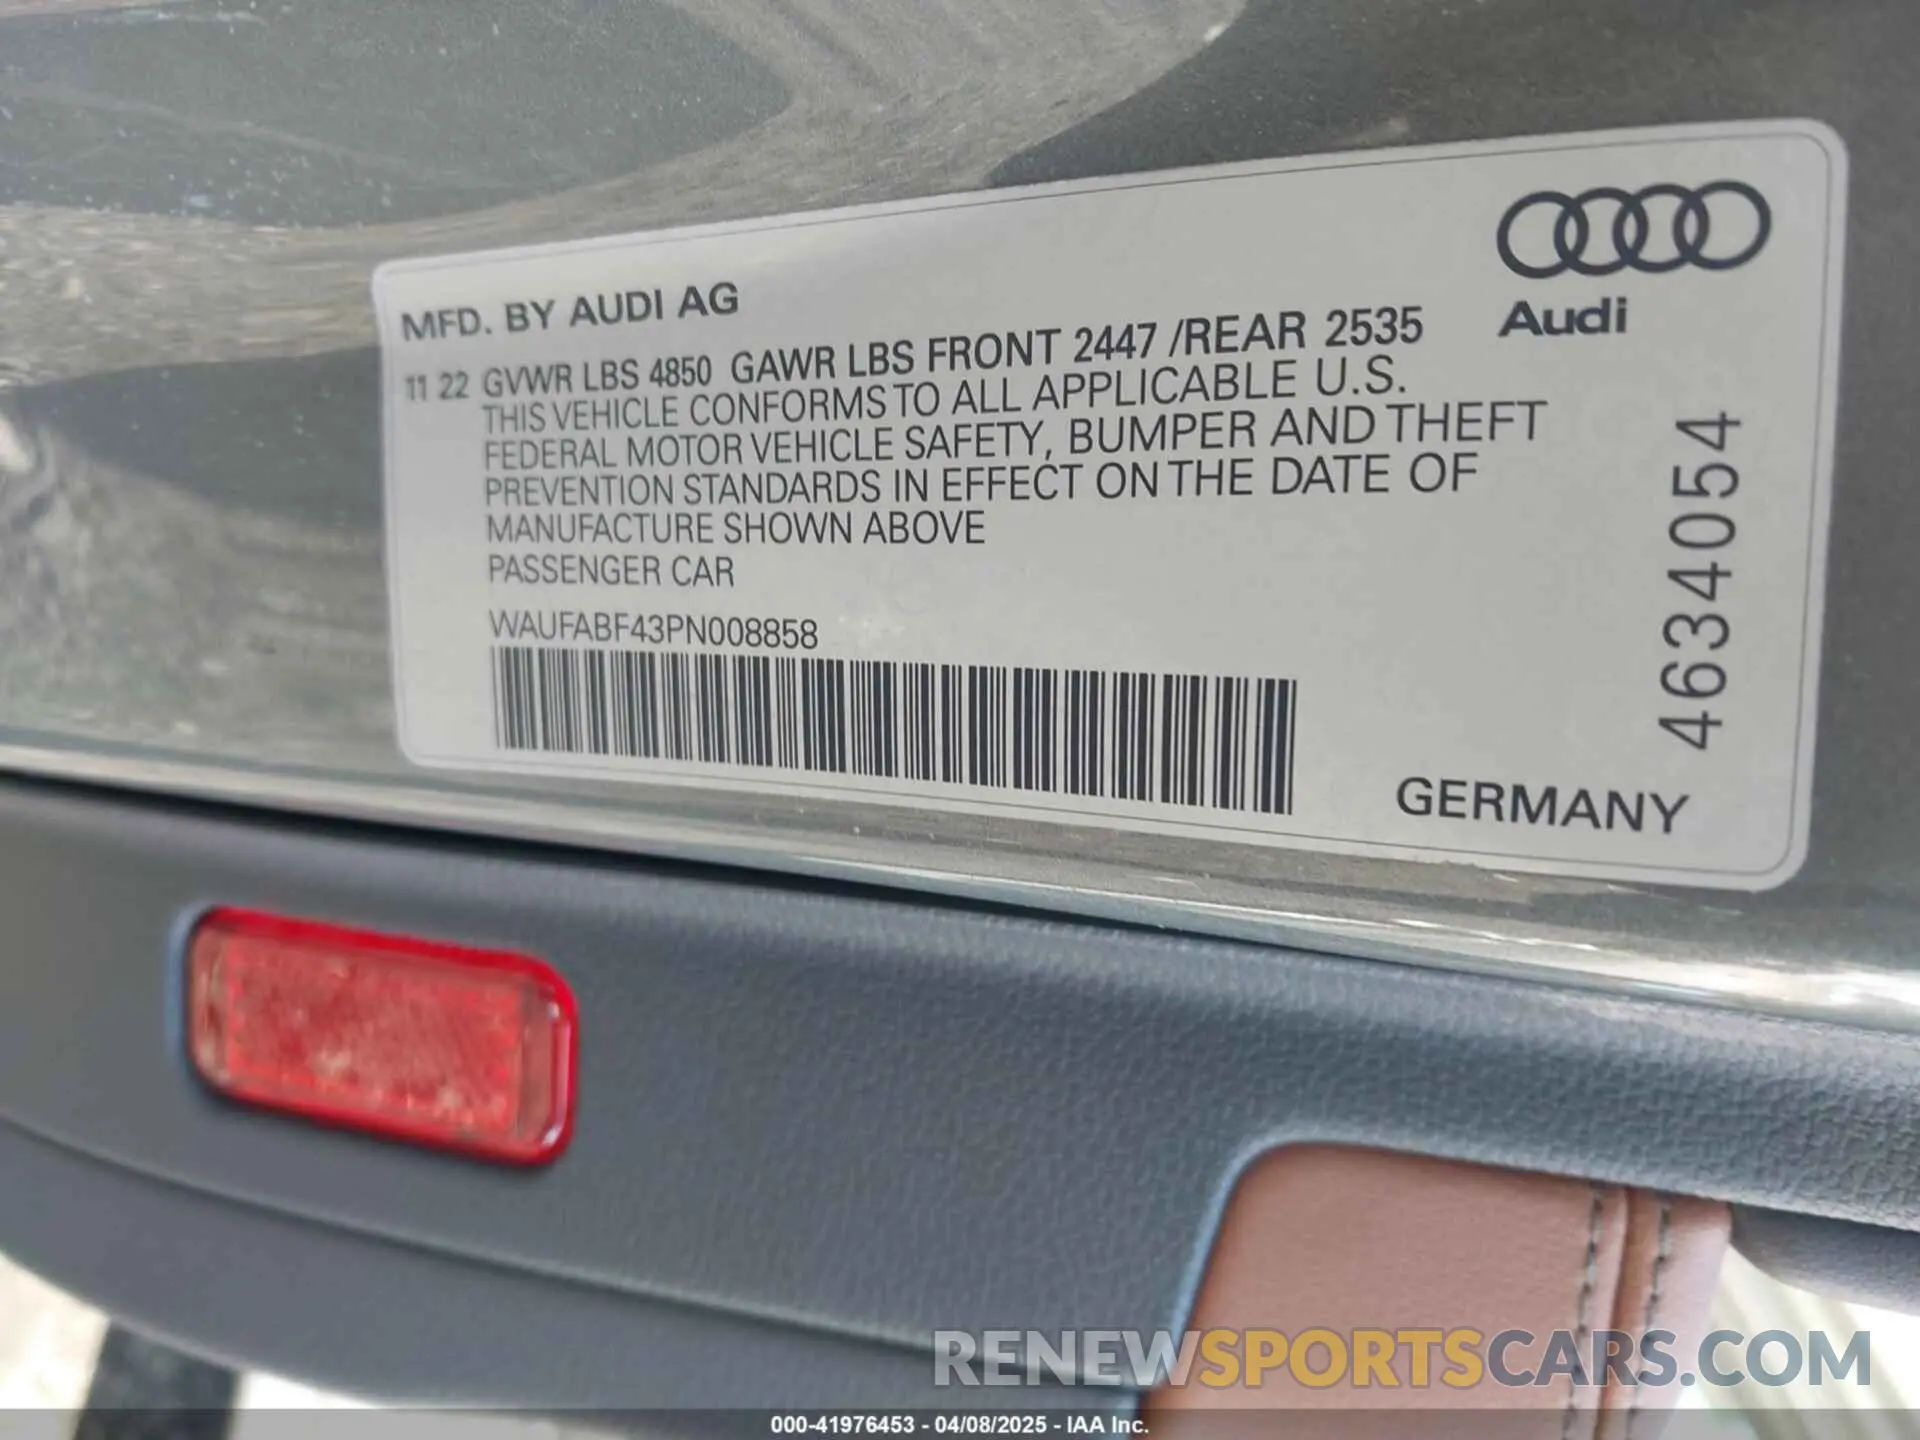 MFD. BY AUDI AG
Audi
11 22 GVWR LBS 4850 GAWR LBS FRONT 2447 /REAR 2535
THIS VEHICLE CONFORMS TO ALL APPLICABLE U.S.
FEDERAL MOTOR VEHICLE SAFETY, BUMPER AND THEFT
PREVENTION STANDARDS IN EFFECT ON THE DATE OF
MANUFACTURE SHOWN ABOVE
PASSENGER CAR
WAUFABF43PN008858
4634054
GERMANY
RENEWSPORTSCARS.COM
000-41976453 - 04/08/2025 - IAA Inc.